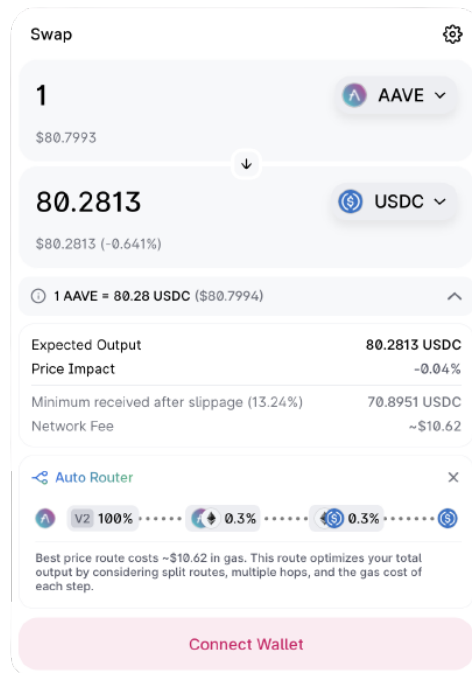 Swap
1
AAVE
$80.7993
80.2813
USDC
$80.2813 (-0.641%)
1 AAVE = 80.28 USDC ($80.7994)
Expected Output 80.2813 USDC
Price Impact -0.04%
Minimum received after slippage (13.24%) 70.8951 USDC
Network Fee ~$10.62
Auto Router
V2 100% 0.3% 0.3%
Best price route costs ~$10.62 in gas. This route optimizes your total
output by considering split routes, multiple hops, and the gas cost of
each step.
Connect Wallet